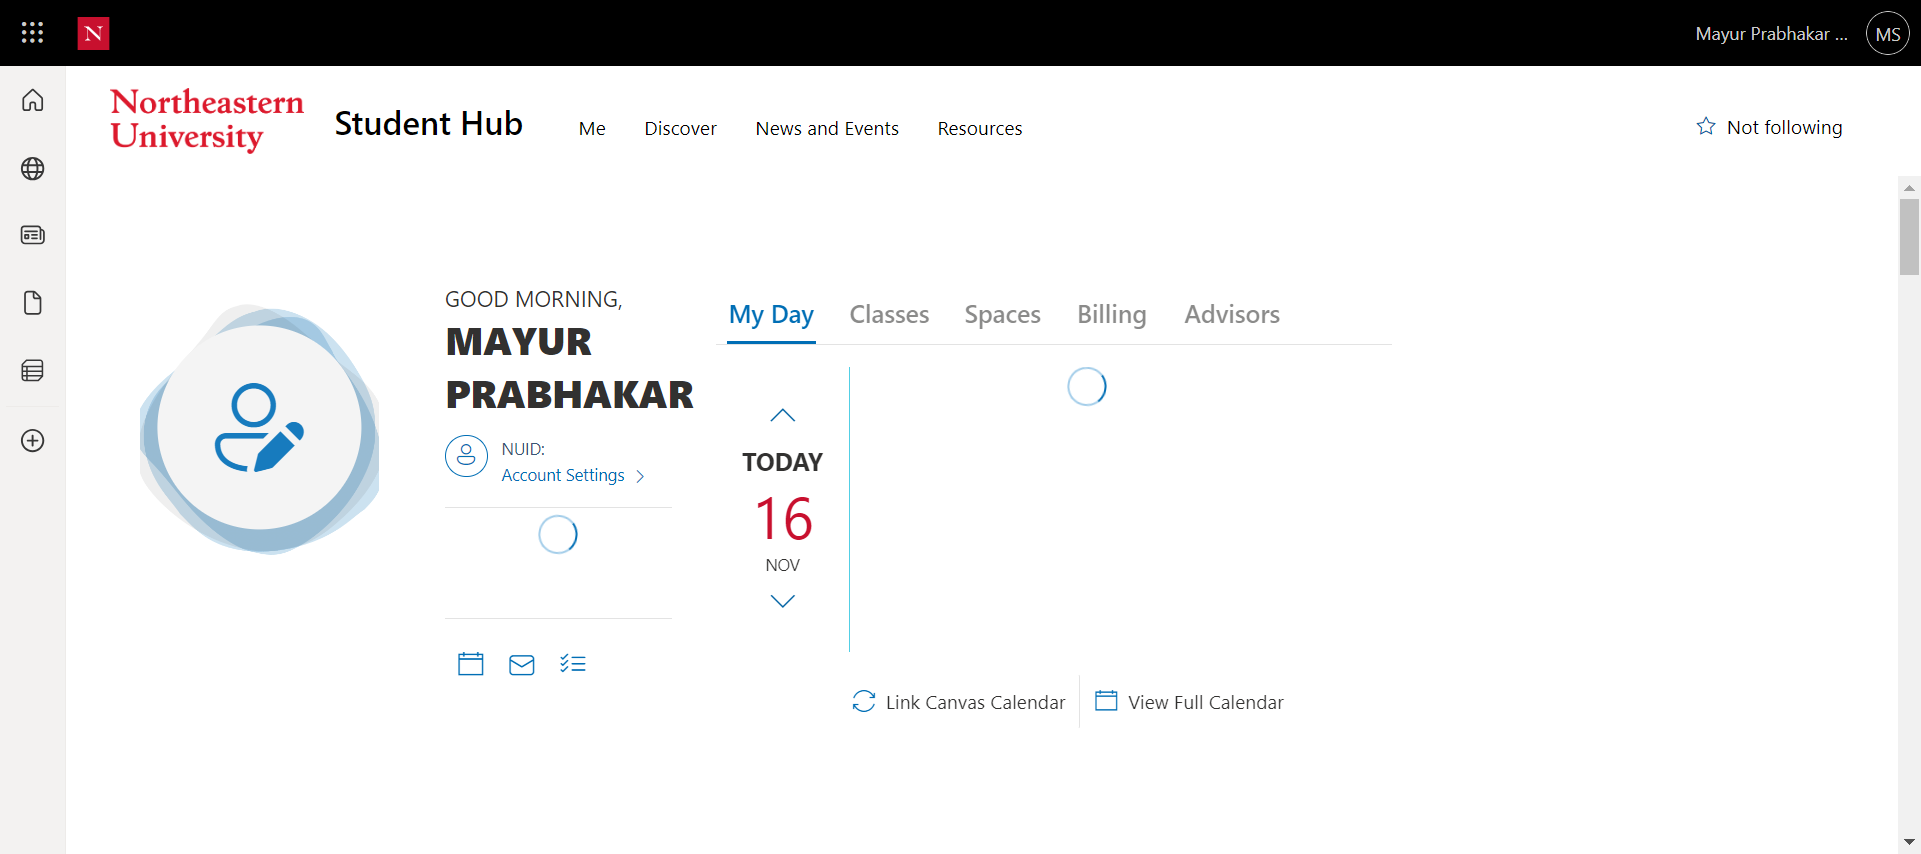 N
Mayur Prabhakar ...
MS
Northeastern
University
Student Hub
Me
Discover
News and Events
Resources
Not following
GOOD MORNING,
MAYUR
PRABHAKAR
NUID:
Account Settings
My Day
Classes
Spaces
Billing
Advisors
TODAY
16
NOV
Link Canvas Calendar
View Full Calendar